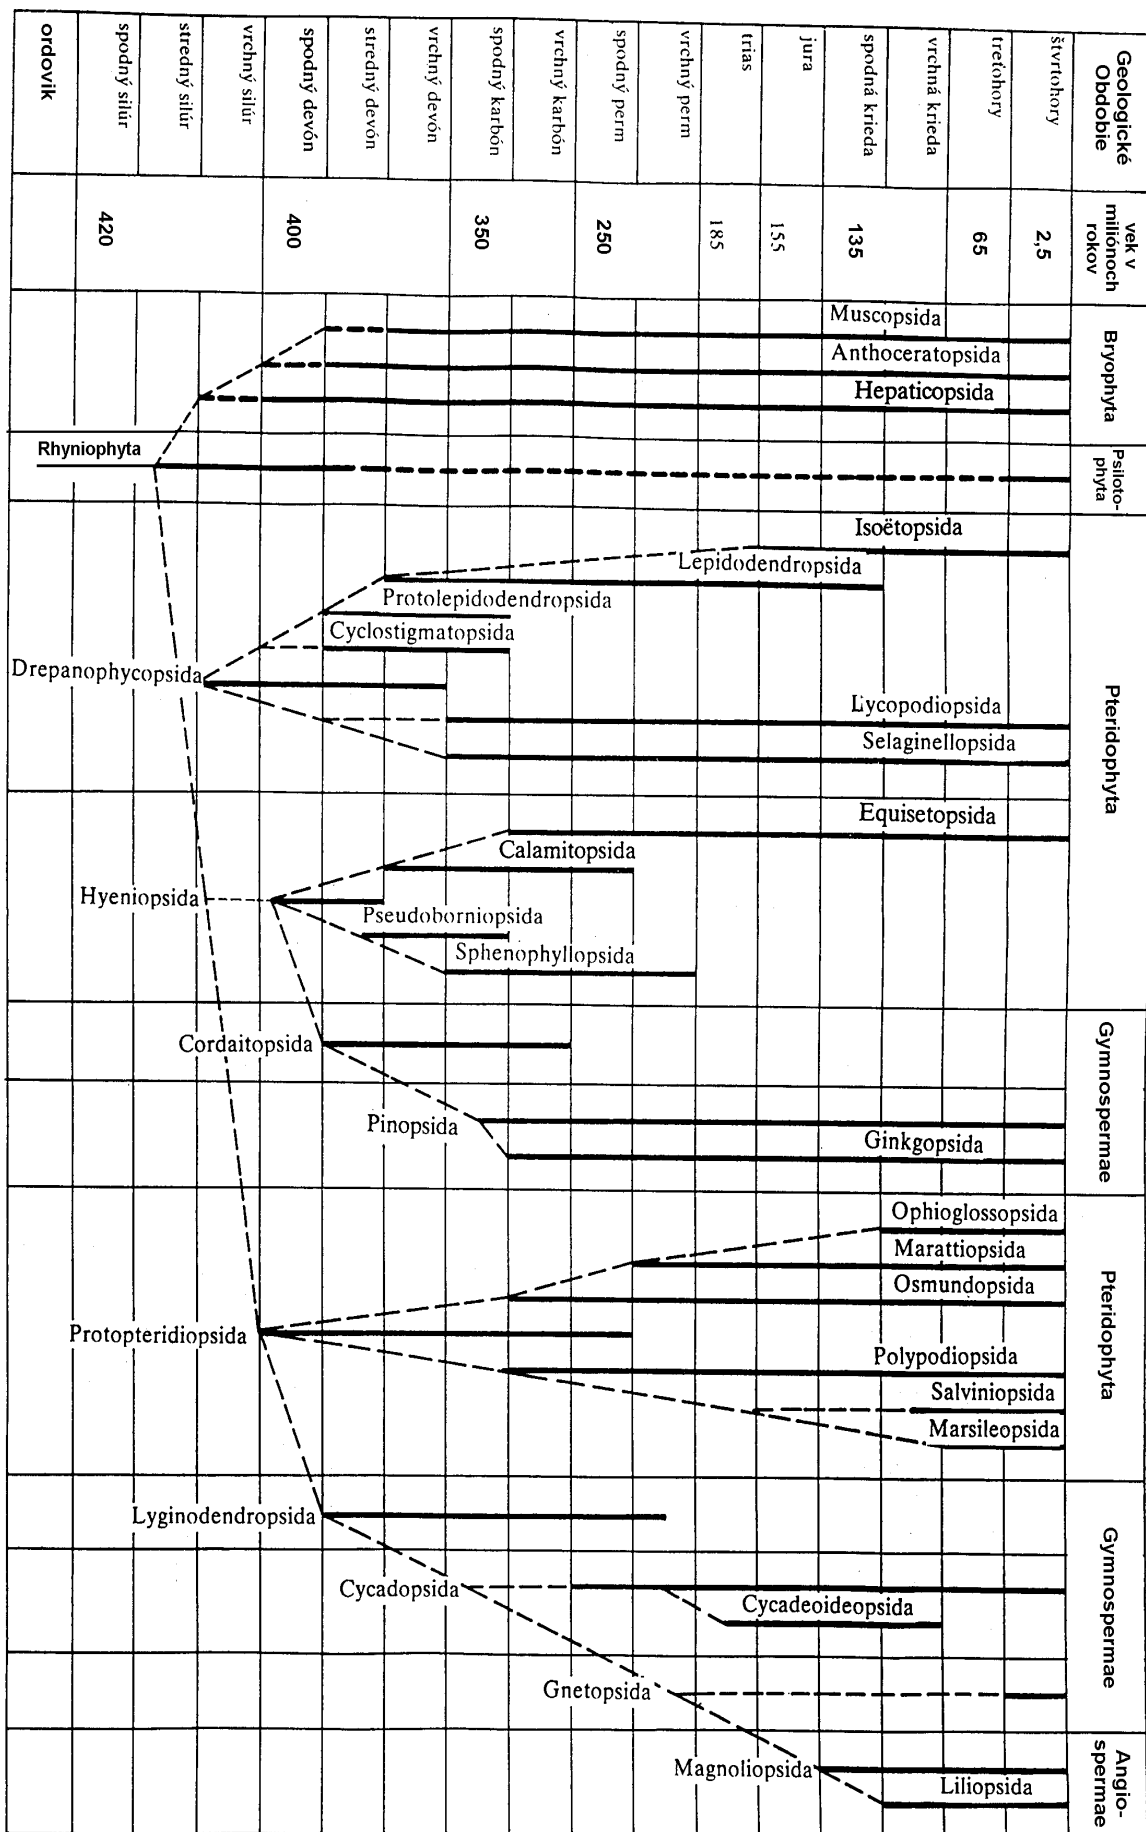 Geologické
Obdobie
štvrtohory
treťohory
vrchná krieda
spodná krieda
jura
trias
vrchný perm
spodný perm
vrchný karbón
spodný karbón
vrchný devón
stredný devón
spodný devón
vrchný silúr
stredný silúr
spodný silúr
ordovik
vek v
miliónoch
rokov
2,5
65
135
155
185
250
350
400
420
Bryophyta
Muscopsida
Anthoceratopsida
Hepaticopsida
Psiloto-
phyta
Rhyniophyta
Pteridophyta
Isoëtopsida
Lepidodendropsida
Protolepidodendropsida
Cyclostigmatopsida
Drepanophycopsida
Lycopodiopsida
Selaginellopsida
Equisetopsida
Calamitopsida
Hyeniopsida
Pseudoborniopsida
Sphenophyllopsida
Gymnospermae
Cordaitopsida
Pinopsida
Ginkgopsida
Pteridophyta
Ophioglossopsida
Marattiopsida
Osmundopsida
Protopteridiopsida
Polypodiopsida
Salviniopsida
Marsileopsida
Gymnospermae
Lyginodendropsida
Cycadopsida
Cycadeoideopsida
Gnetopsida
Angio-
spermae
Magnoliopsida
Liliopsida